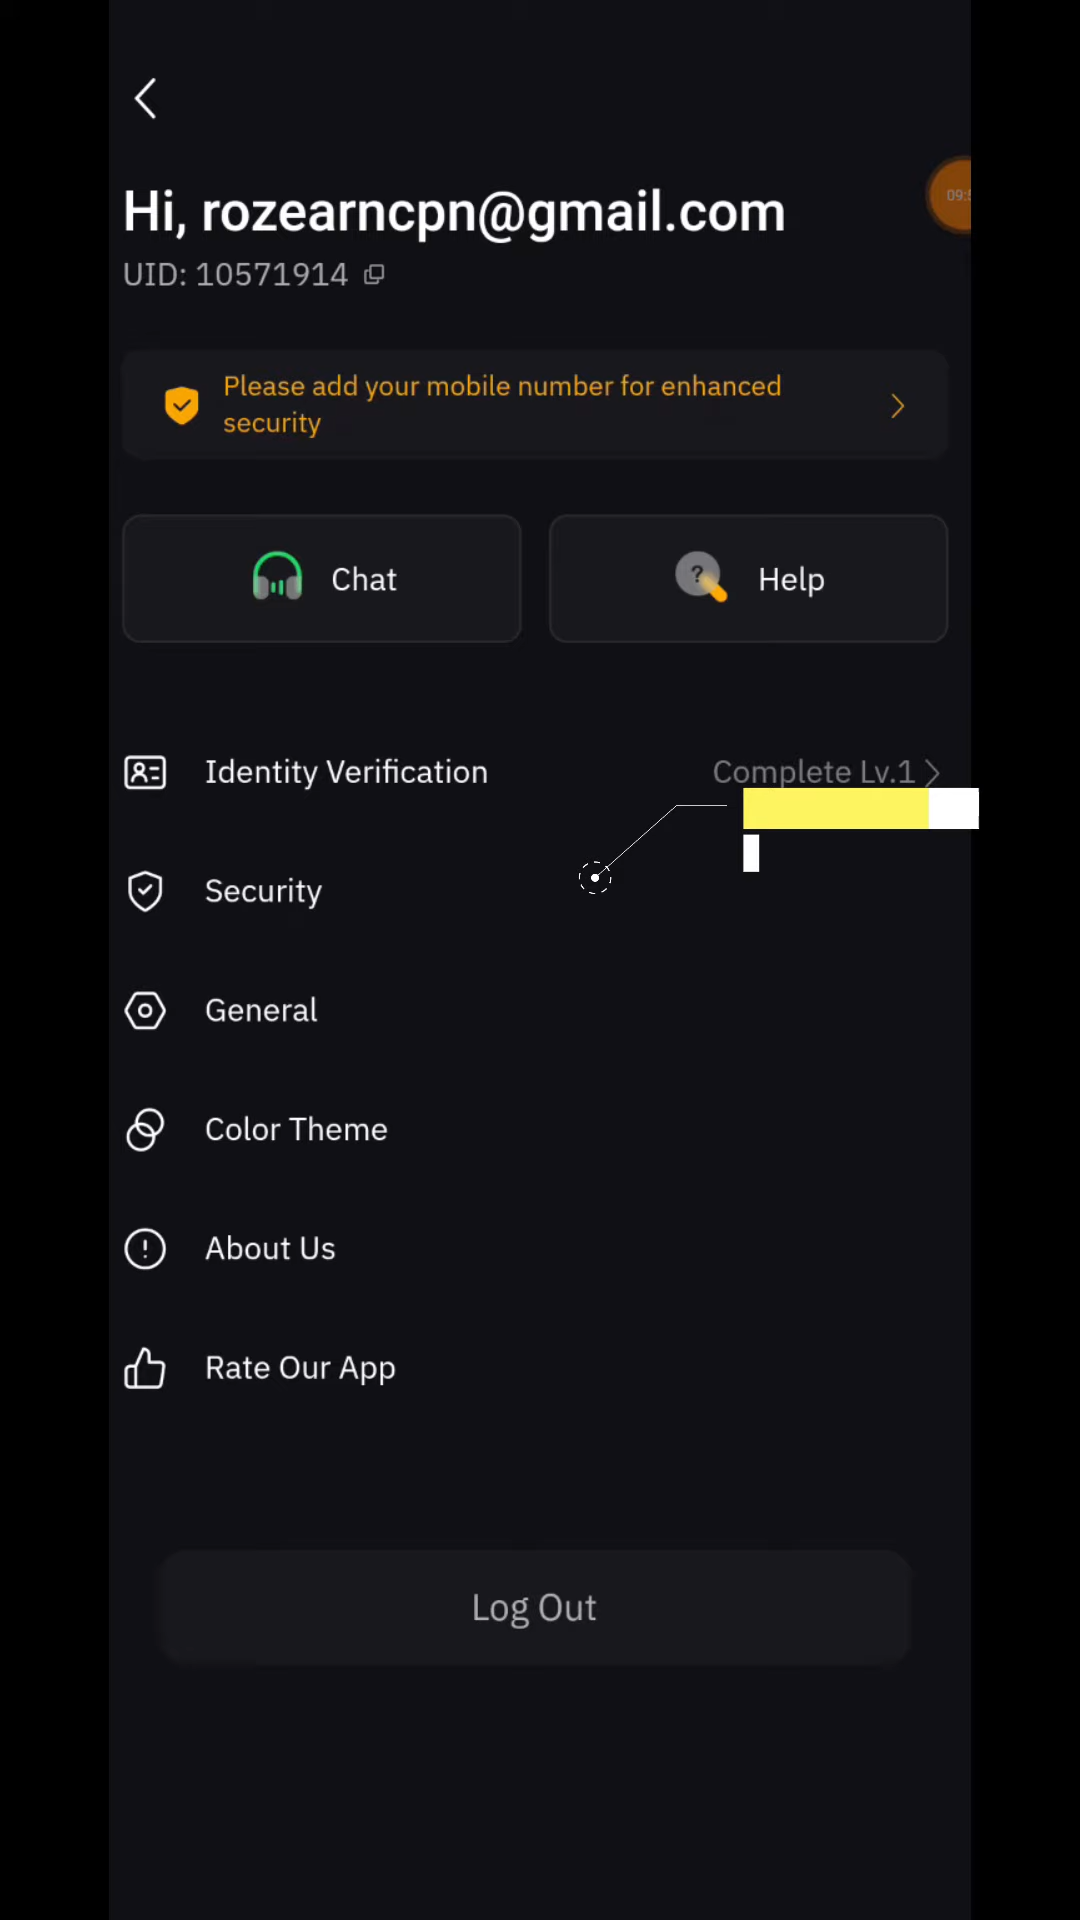 Hi, rozearncpn@gmail.com
UID: 10571914
Please add your mobile number for enhanced
security
Chat
Help
Identity Verification
Complete Lv.1
Security
General
Color Theme
About Us
Rate Our App
Log Out